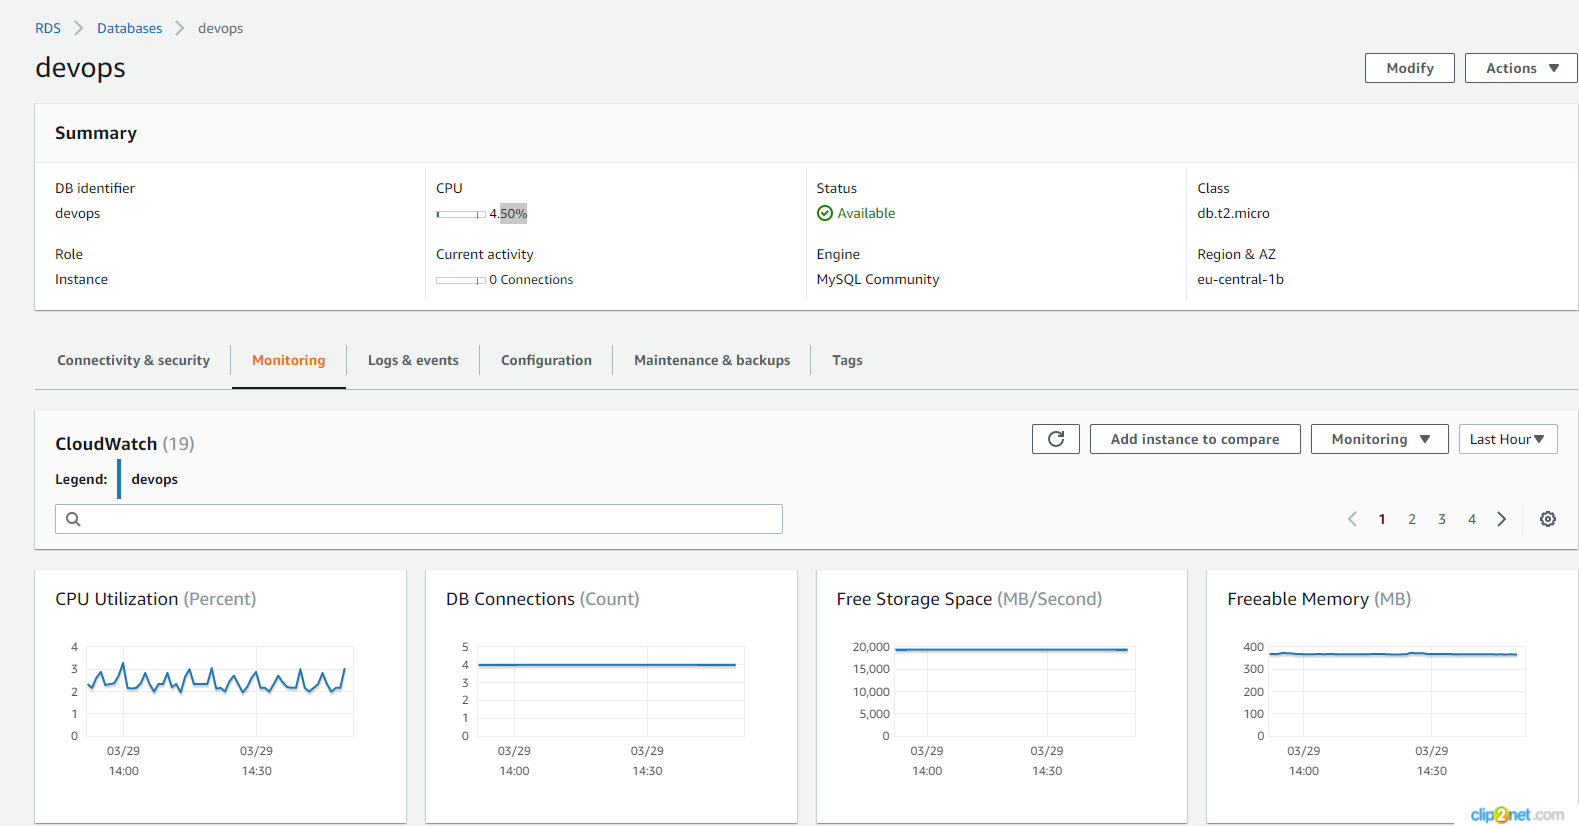 RDS > Databases > devops
devops
Modify
Actions
Summary
DB identifier
devops
CPU
4.50%
Status
Available
Class
db.t2.micro
Role
Instance
Current activity
0 Connections
Engine
MySQL Community
Region & AZ
eu-central-1b
Connectivity & security
Monitoring
Logs & events
Configuration
Maintenance & backups
Tags
CloudWatch (19)
Add instance to compare
Monitoring
Last Hour
Legend: devops
1 2 3 4
CPU Utilization (Percent)
4
3
2
1
0
03/29 14:00
03/29 14:30
DB Connections (Count)
5
4
3
2
1
0
03/29 14:00
03/29 14:30
Free Storage Space (MB/Second)
20,000
15,000
10,000
5,000
0
03/29 14:00
03/29 14:30
Freeable Memory (MB)
400
300
200
100
0
03/29 14:00
03/29 14:30
clip2net.com